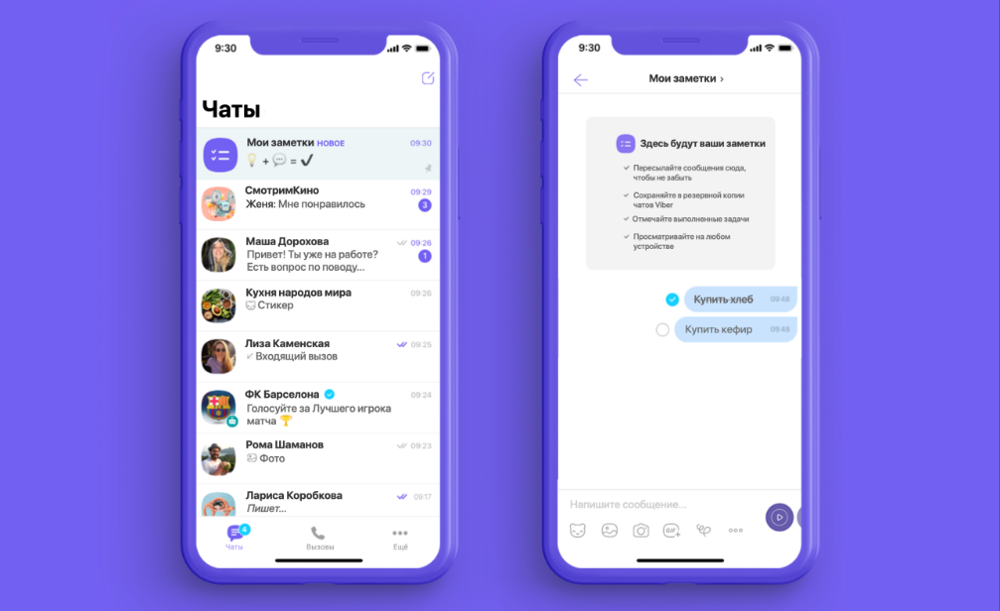 9:30
Чаты
Мои заметки НОВОЕ 09:30
+ = ✓
СмотримКино 09:29
Женя: Мне понравилось 3
Маша Дорохова 09:26
Привет! Ты уже на работе? 1
Есть вопрос по поводу...
Кухня народов мира 09:26
Стикер
Лиза Каменская 09:25
Входящий вызов
ФК Барселона 09:24
Голосуйте за Лучшего игрока
матча 🏆
Рома Шаманов 09:23
Фото
Лариса Коробкова 09:17
Пишет...
4
Чаты Вызовы Ещё
9:30
Мои заметки ›
Здесь будут ваши заметки
✓ Пересылайте сообщения сюда,
чтобы не забыть
✓ Сохраняйте в резервной копии
чатов Viber
✓ Отмечайте выполненные задачи
✓ Просматривайте на любом
устройстве
Купить хлеб 09:48
Купить кефир 09:48
Напишите сообщение...
GIF+